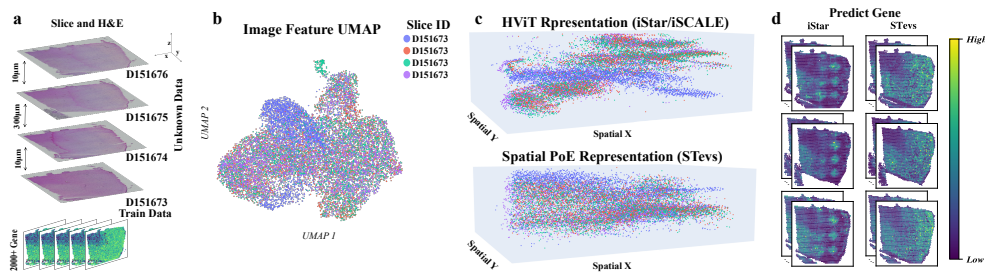 a
Slice and H&E
z
y
x
10μm
D151676
300μm
D151675
10μm
D151674
D151673
Unknown Data
Train Data
2000+ Gene
b
Image Feature UMAP
Slice ID
D151673
D151673
D151673
D151673
UMAP 2
UMAP 1
c
HViT Rpresentation (iStar/iSCALE)
Spatial Y
Spatial X
Spatial PoE Representation (STevs)
Spatial Y
Spatial X
d
Predict Gene
iStar
STevs
High
Low